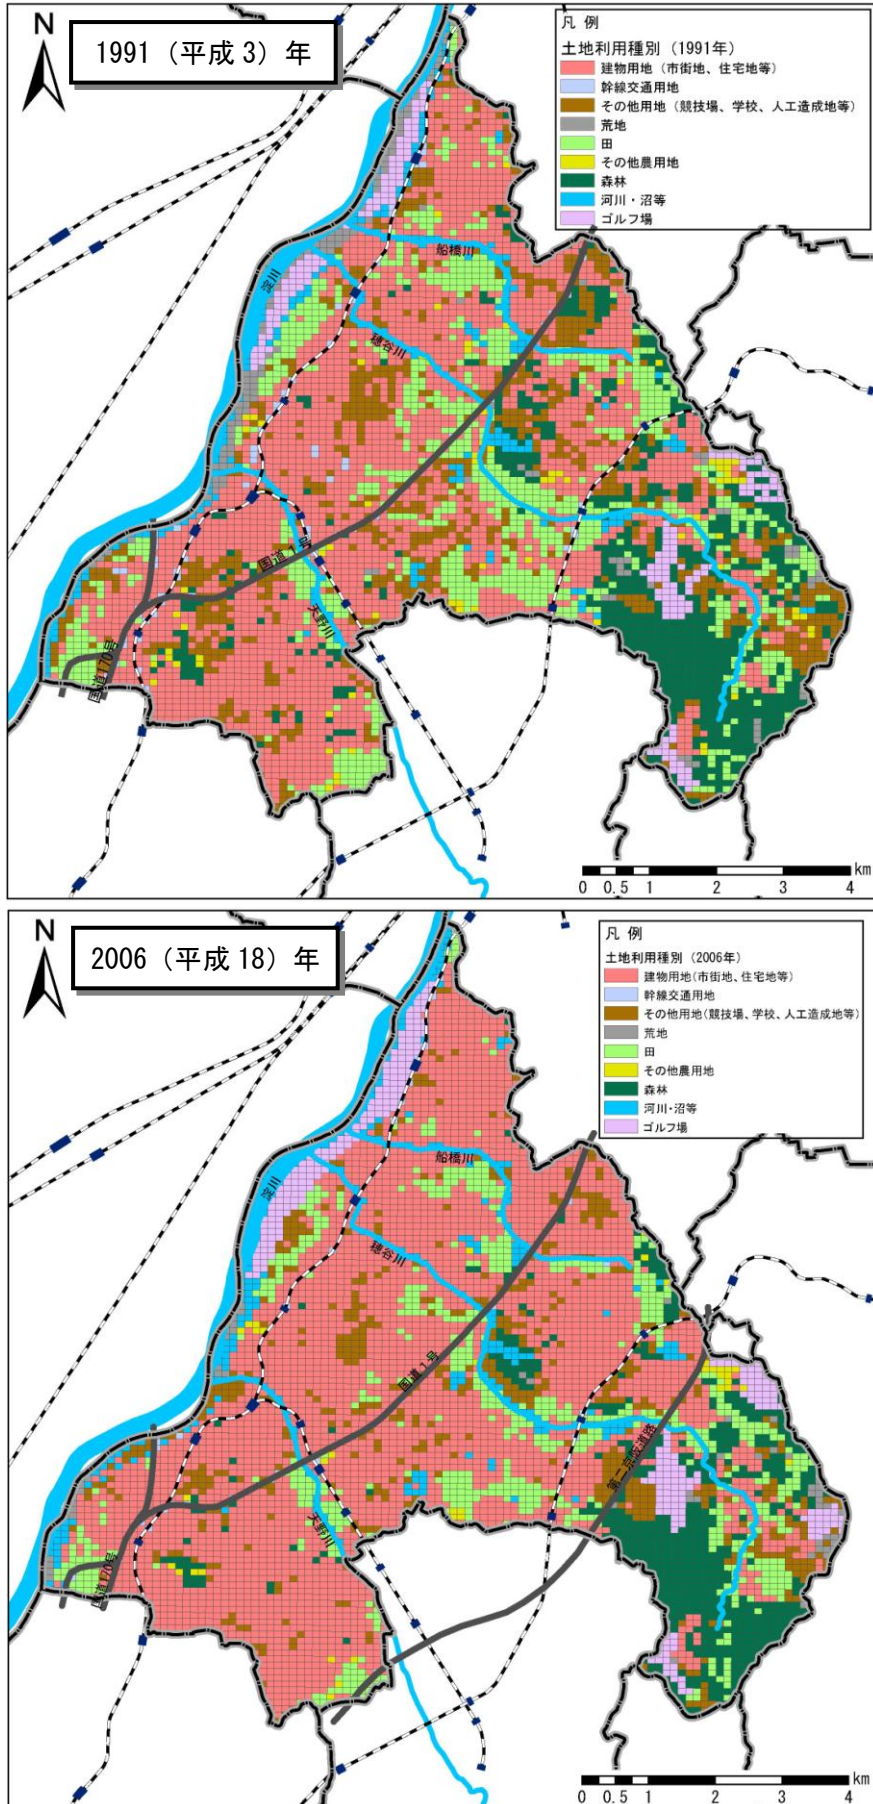 N
1991（平成 3）年
凡 例
土地利用種別（1991年）
建物用地（市街地、住宅地等）
幹線交通用地
その他用地（競技場、学校、人工造成地等）
荒地
田
その他農用地
森林
河川・沼等
ゴルフ場
船橋川
淀川
穂谷川
国道１号
天野川
国道170号
km
0 0.5 1 2 3 4
N
2006（平成 18）年
凡 例
土地利用種別（2006年）
建物用地（市街地、住宅地等）
幹線交通用地
その他用地（競技場、学校、人工造成地等）
荒地
田
その他農用地
森林
河川・沼等
ゴルフ場
船橋川
淀川
穂谷川
国道１号
第二京阪道路
天野川
国道170号
km
0 0.5 1 2 3 4